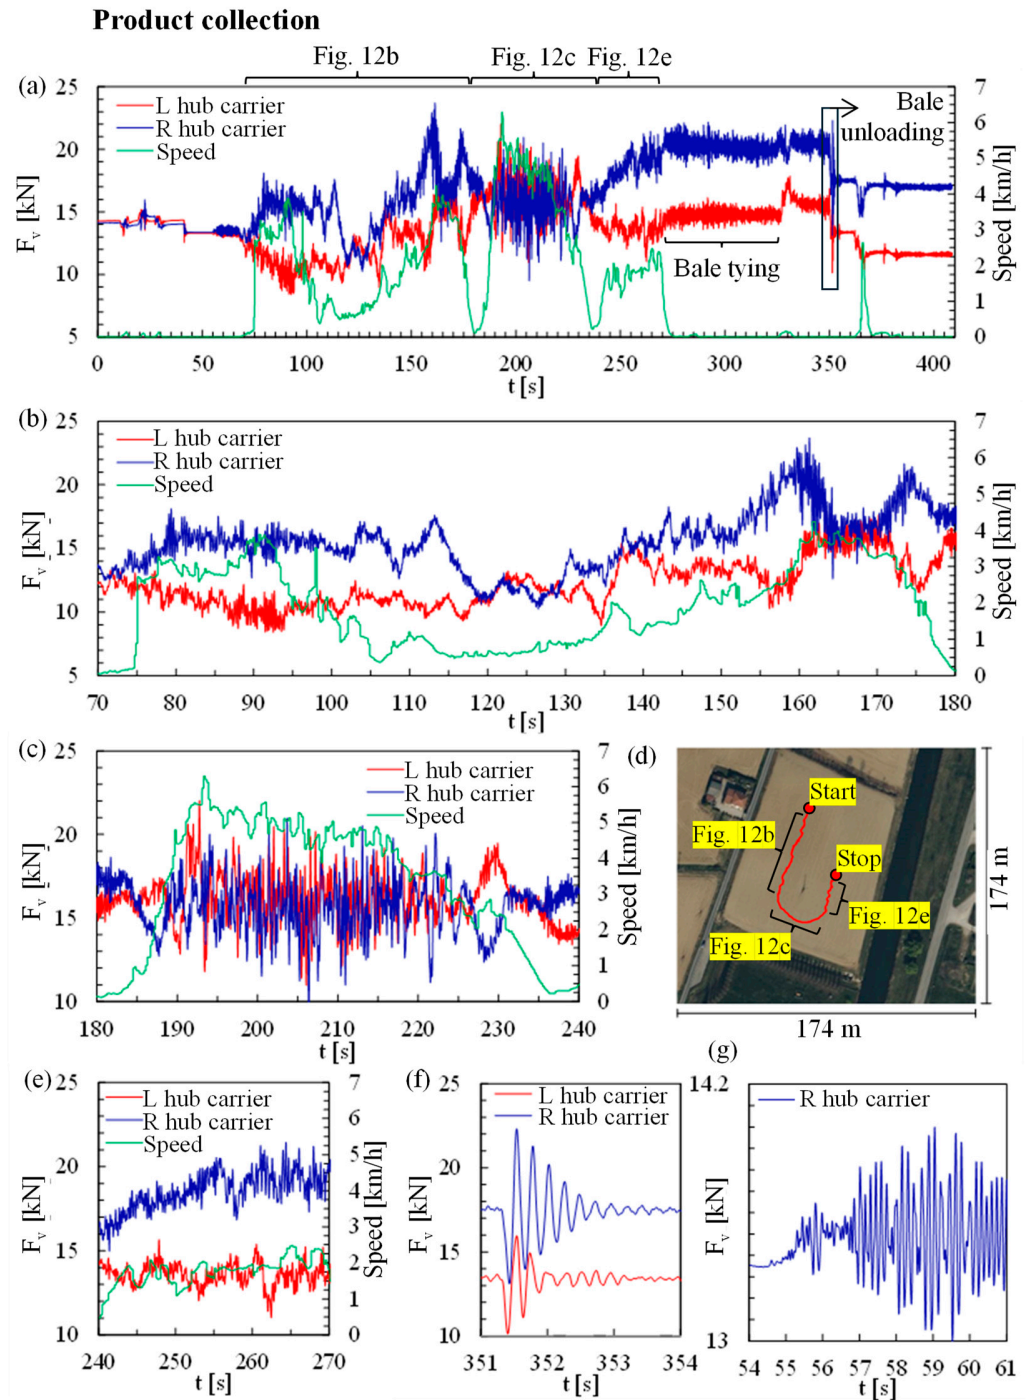 Product collection
Fig. 12b
Fig. 12c
Fig. 12e
(a)
25
20
15
10
5
F_v [kN]
L hub carrier
R hub carrier
Speed
Bale
unloading
Bale tying
7
6
5
4
3
2
1
0
Speed [km/h]
0 50 100 150 200 250 300 350 400
t [s]
(b)
25
20
15
10
5
F_v [kN]
L hub carrier
R hub carrier
Speed
7
6
5
4
3
2
1
0
Speed [km/h]
70 80 90 100 110 120 130 140 150 160 170 180
t [s]
(c)
25
20
15
10
F_v [kN]
L hub carrier
R hub carrier
Speed
7
6
5
4
3
2
1
0
Speed [km/h]
180 190 200 210 220 230 240
t [s]
(d)
Start
Fig. 12b
Stop
Fig. 12e
Fig. 12c
174 m
174 m
(e)
25
20
15
10
F_v [kN]
L hub carrier
R hub carrier
Speed
7
6
5
4
3
2
1
0
Speed [km/h]
240 250 260 270
t [s]
(f)
25
20
15
10
F_v [kN]
L hub carrier
R hub carrier
351 352 353 354
t [s]
(g)
14.2
13
F_v [kN]
R hub carrier
54 55 56 57 58 59 60 61
t [s]